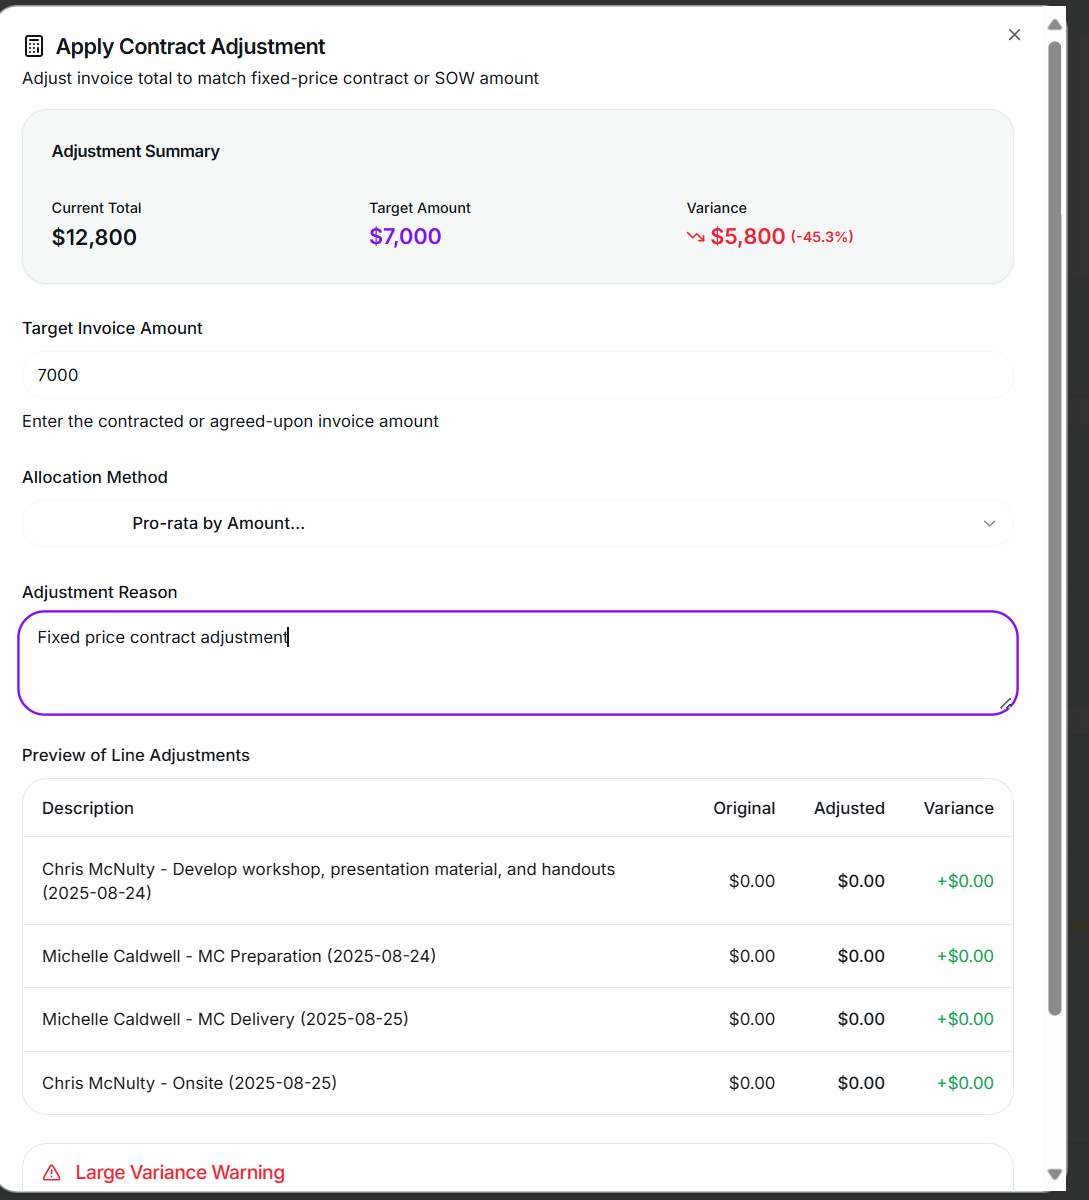 Apply Contract Adjustment
Adjust invoice total to match fixed-price contract or SOW amount
Adjustment Summary
Current Total
$12,800
Target Amount
$7,000
Variance
$5,800 (-45.3%)
Target Invoice Amount
7000
Enter the contracted or agreed-upon invoice amount
Allocation Method
Pro-rata by Amount...
Adjustment Reason
Fixed price contract adjustment
Preview of Line Adjustments
Description Original Adjusted Variance
Chris McNulty - Develop workshop, presentation material, and handouts
(2025-08-24) $0.00 $0.00 +$0.00
Michelle Caldwell - MC Preparation (2025-08-24) $0.00 $0.00 +$0.00
Michelle Caldwell - MC Delivery (2025-08-25) $0.00 $0.00 +$0.00
Chris McNulty - Onsite (2025-08-25) $0.00 $0.00 +$0.00
Large Variance Warning